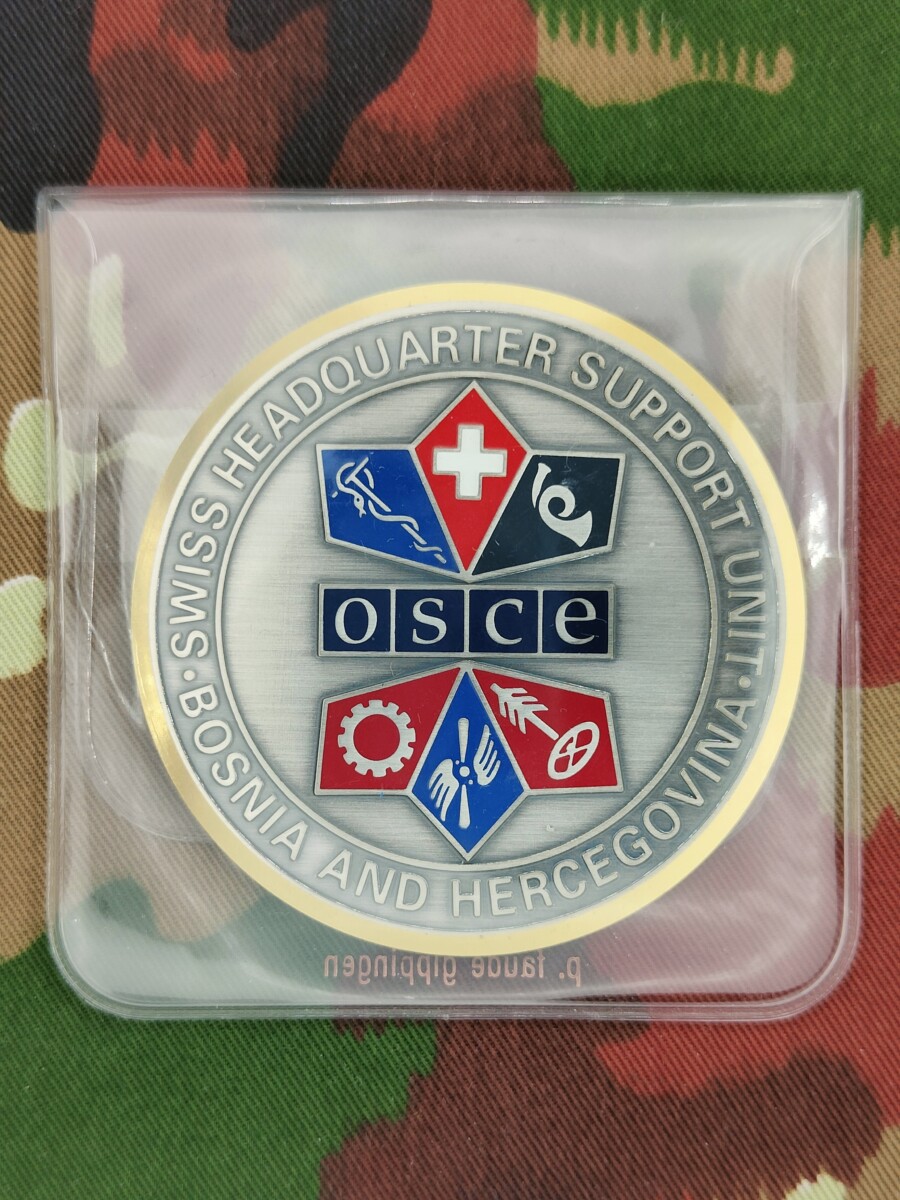 ·SWISS HEADQUARTER SUPPORT UNIT·
osce
BOSNIA AND HERCEGOVINA
p. taude gippingen